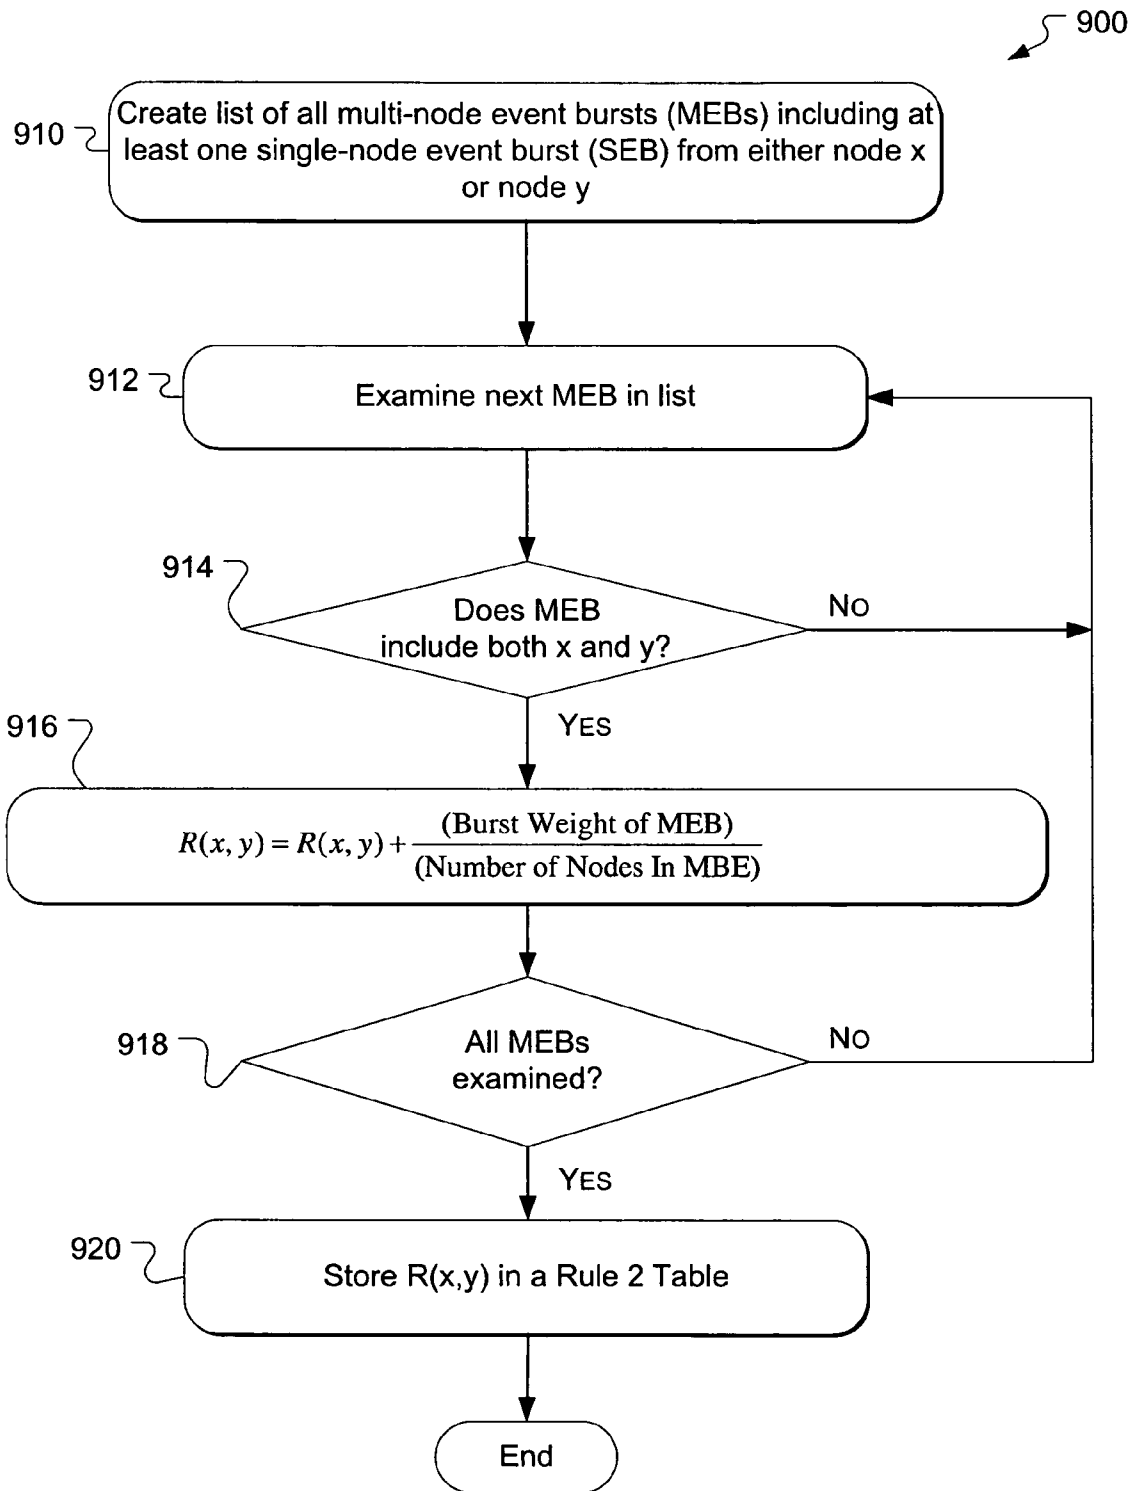 900
910
Create list of all multi-node event bursts (MEBs) including at
least one single-node event burst (SEB) from either node x
or node y
912
Examine next MEB in list
914
Does MEB
include both x and y?
NO
YES
916
R(x, y) = R(x, y) + (Burst Weight of MEB) / (Number of Nodes In MBE)
918
All MEBs
examined?
NO
YES
920
Store R(x,y) in a Rule 2 Table
End